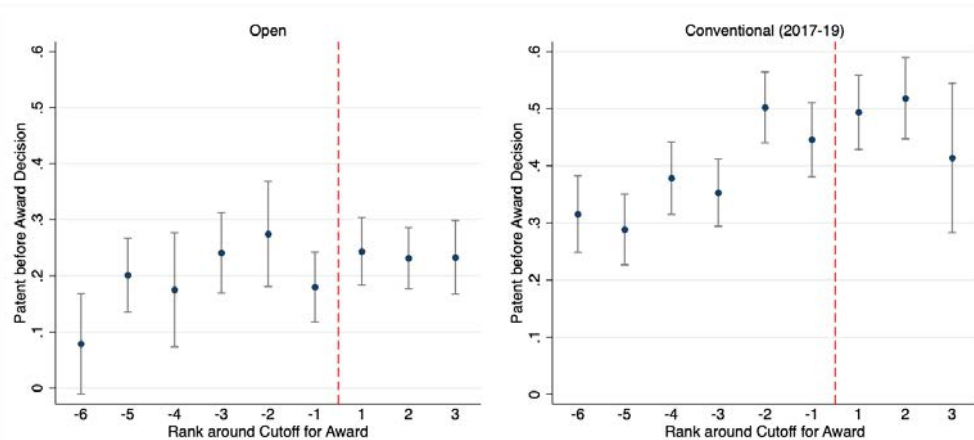 Open
Patent before Award Decision
.6
.5
.4
.3
.2
.1
0
-6 -5 -4 -3 -2 -1 1 2 3
Rank around Cutoff for Award
Conventional (2017-19)
Patent before Award Decision
.6
.5
.4
.3
.2
.1
0
-6 -5 -4 -3 -2 -1 1 2 3
Rank around Cutoff for Award